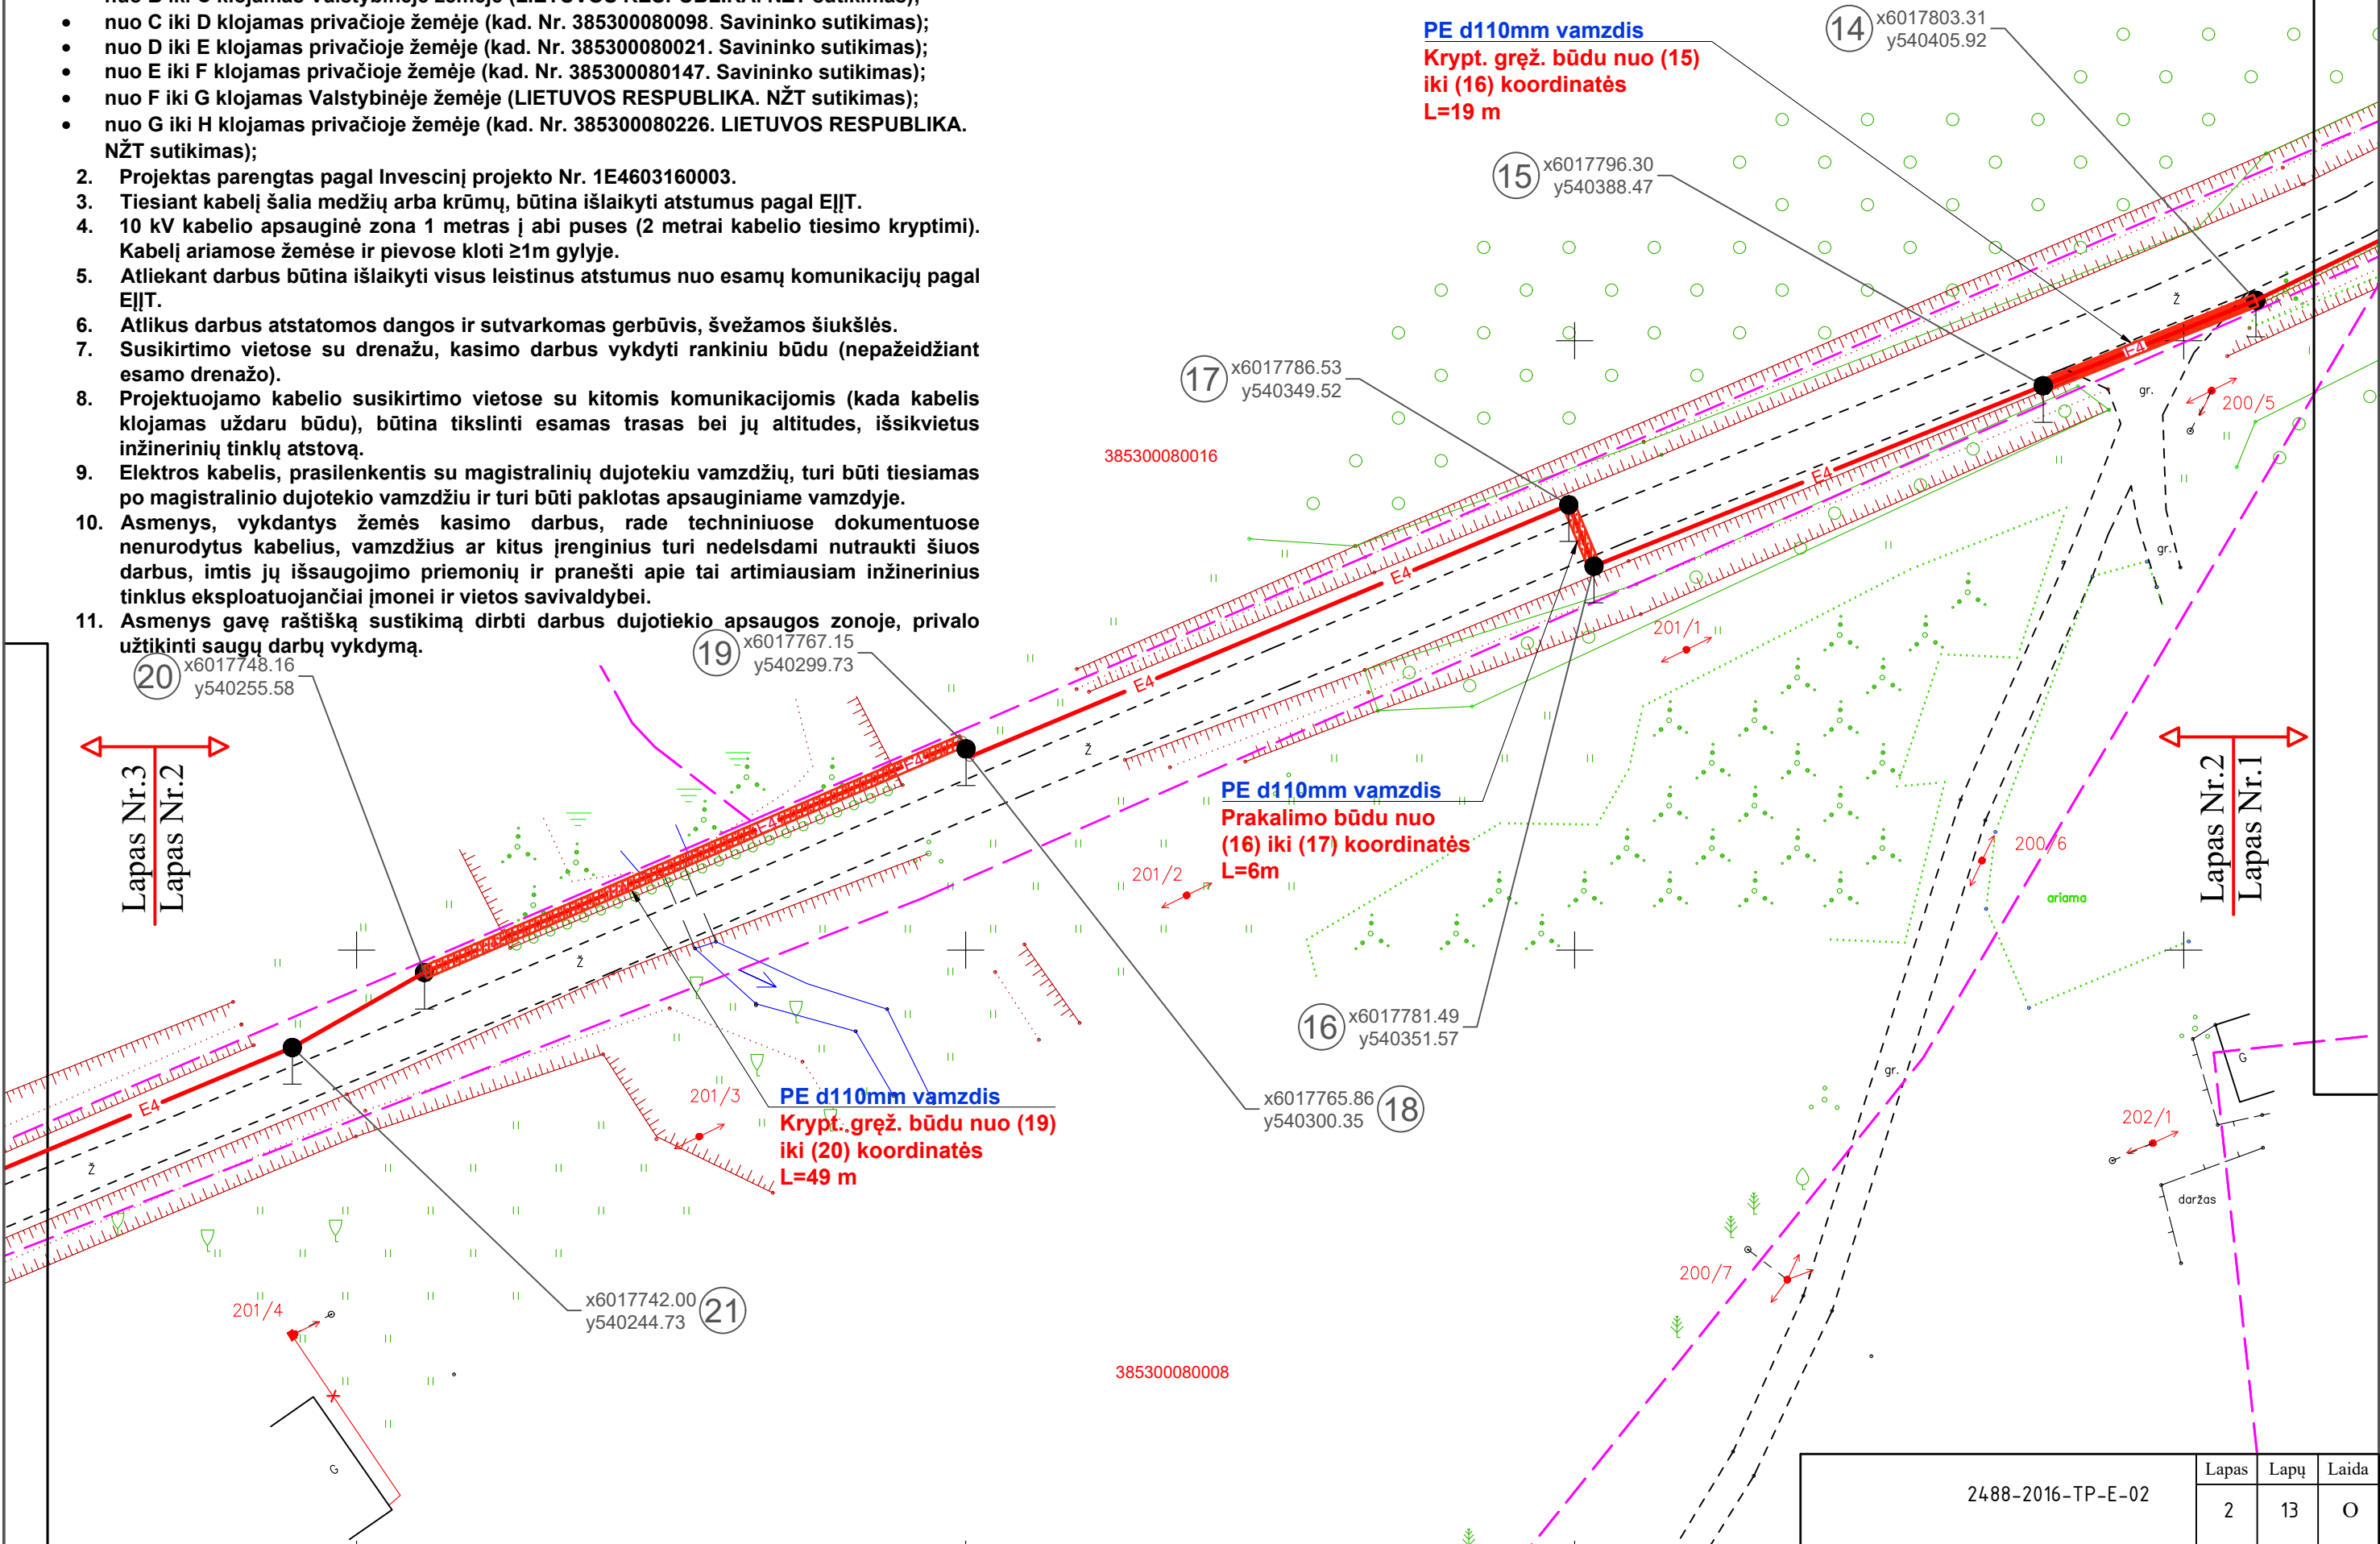 nuo C iki D klojamas privačioje žemėje (kad. Nr. 385300080098. Savininko sutikimas);
nuo D iki E klojamas privačioje žemėje (kad. Nr. 385300080021. Savininko sutikimas);
nuo E iki F klojamas privačioje žemėje (kad. Nr. 385300080147. Savininko sutikimas);
nuo F iki G klojamas Valstybinėje žemėje (LIETUVOS RESPUBLIKA. NŽT sutikimas);
nuo G iki H klojamas privačioje žemėje (kad. Nr. 385300080226. LIETUVOS RESPUBLIKA.
NŽT sutikimas);
2. Projektas parengtas pagal Invescinį projekto Nr. 1E4603160003.
3. Tiesiant kabelį šalia medžių arba krūmų, būtina išlaikyti atstumus pagal EĮĮT.
4. 10 kV kabelio apsauginė zona 1 metras į abi puses (2 metrai kabelio tiesimo kryptimi).
Kabelį ariamose žemėse ir pievose kloti ≥1m gylyje.
5. Atliekant darbus būtina išlaikyti visus leistinus atstumus nuo esamų komunikacijų pagal
EĮĮT.
6. Atlikus darbus atstatomos dangos ir sutvarkomas gerbūvis, švežamos šiukšlės.
7. Susikirtimo vietose su drenažu, kasimo darbus vykdyti rankiniu būdu (nepažeidžiant
esamo drenažo).
8. Projektuojamo kabelio susikirtimo vietose su kitomis komunikacijomis (kada kabelis
klojamas uždaru būdu), būtina tikslinti esamas trasas bei jų altitudes, išsikvietus
inžinerinių tinklų atstovą.
9. Elektros kabelis, prasilenkentis su magistralinių dujotekiu vamzdžių, turi būti tiesiamas
po magistralinio dujotekio vamzdžiu ir turi būti paklotas apsauginiame vamzdyje.
10. Asmenys, vykdantys žemės kasimo darbus, rade techniniuose dokumentuose
nenurodytus kabelius, vamzdžius ar kitus įrenginius turi nedelsdami nutraukti šiuos
darbus, imtis jų išsaugojimo priemonių ir pranešti apie tai artimiausiam inžinerinius
tinklus eksploatuojančiai įmonei ir vietos savivaldybei.
11. Asmenys gavę raštišką sustikimą dirbti darbus dujotiekio apsaugos zonoje, privalo
užtikinti saugų darbų vykdymą.
PE d110mm vamzdis
Krypt. gręž. būdu nuo (15)
iki (16) koordinatės
L=19 m
14
x6017803.31
y540405.92
15
x6017796.30
y540388.47
17
x6017786.53
y540349.52
385300080016
Ž
E4
gr.
200/5
E4
gr.
E4
201/1
20
x6017748.16
y540255.58
19
x6017767.15
y540299.73
E4
Ž
E4
E4
Lapas Nr.3
Lapas Nr.2
Lapas Nr.2
Lapas Nr.1
PE d110mm vamzdis
Prakalimo būdu nuo
(16) iki (17) koordinatės
L=6m
201/2
200/6
ariama
Ž
16
x6017781.49
y540351.57
G
gr.
201/3
PE d110mm vamzdis
Krypt. gręž. būdu nuo (19)
iki (20) koordinatės
L=49 m
x6017765.86
y540300.35
18
E4
Ž
202/1
daržas
200/7
201/4
x6017742.00
y540244.73
21
385300080008
G
2488-2016-TP-E-02
Lapas Lapų Laida
2 13 O